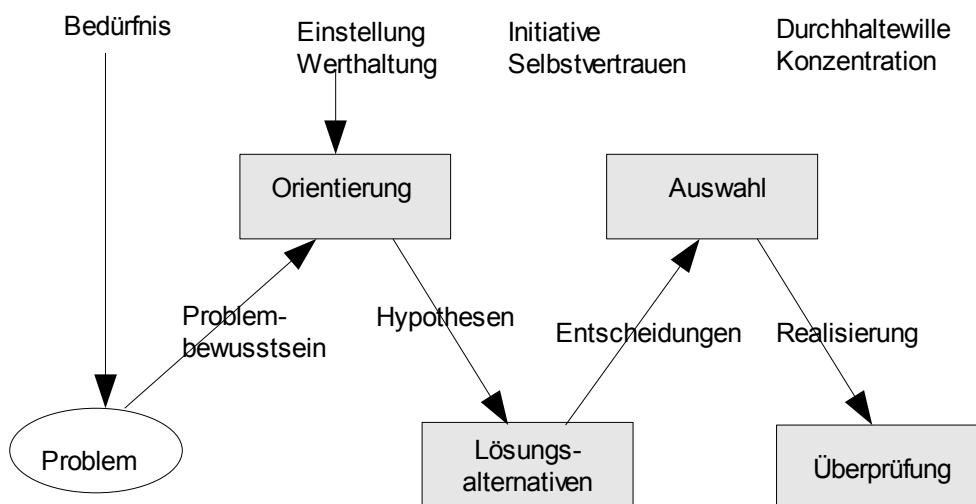 Bedürfnis
Einstellung
Werthaltung
Initiative
Selbstvertrauen
Durchhaltewille
Konzentration
Orientierung
Auswahl
Problem-
bewusstsein
Hypothesen
Entscheidungen
Realisierung
Problem
Lösungs-
alternativen
Überprüfung